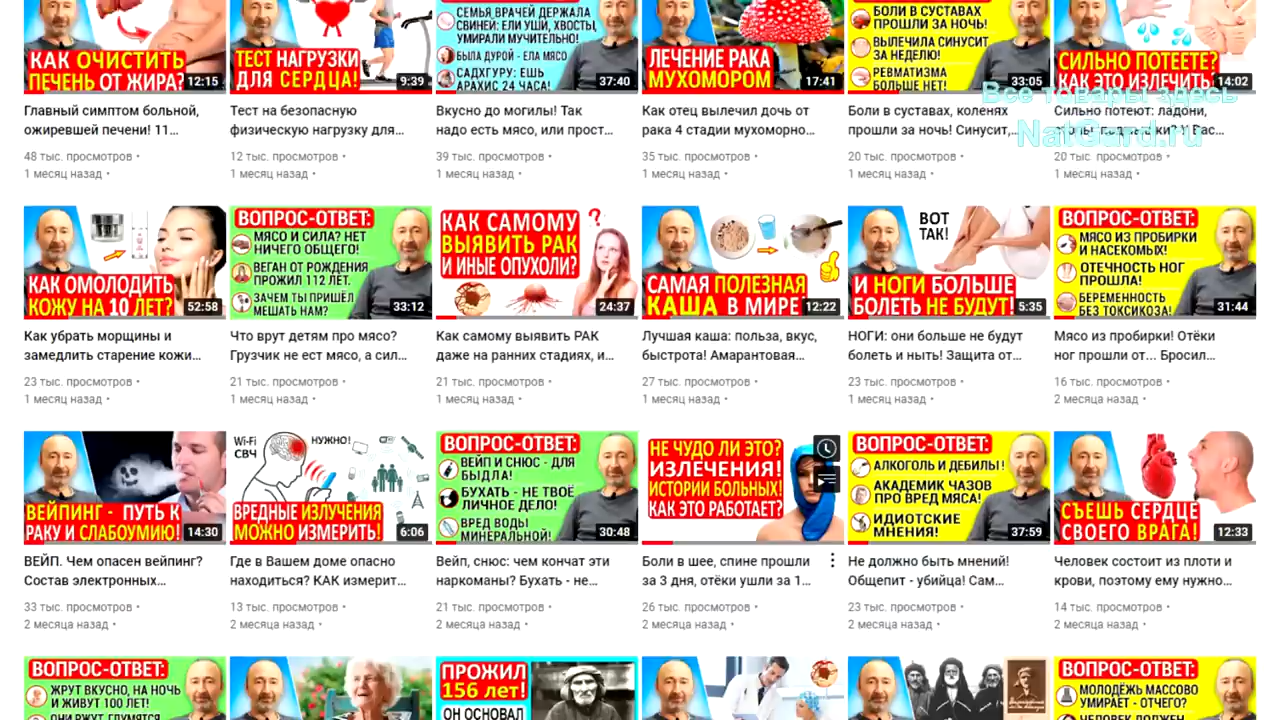 КАК ОЧИСТИТЬ
ПЕЧЕНЬ ОТ ЖИРА?
12:15
Главный симптом больной,
ожиревшей печени! 11...
48 тыс. просмотров •
1 месяц назад •
ТЕСТ НАГРУЗКИ
ДЛЯ СЕРДЦА!
9:39
Тест на безопасную
физическую нагрузку для...
12 тыс. просмотров •
1 месяц назад •
СЕМЬЯ ВРАЧЕЙ ДЕРЖАЛА
СВИНЕЙ: ЕЛИ УШИ, ХВОСТЫ,
УМИРАЛИ МУЧИТЕЛЬНО!
БЫЛА ДУРОЙ - ЕЛА МЯСО
САДХГУРУ: ЕШЬ
АРАХИС 24 ЧАСА!
37:40
Вкусно до могилы! Так
надо есть мясо, или прост...
39 тыс. просмотров •
1 месяц назад •
ЛЕЧЕНИЕ РАКА
МУХОМОРОМ
17:41
Как отец вылечил дочь от
рака 4 стадии мухоморно...
35 тыс. просмотров •
1 месяц назад •
БОЛИ В СУСТАВАХ
ПРОШЛИ ЗА НОЧЬ!
ВЫЛЕЧИЛА СИНУСИТ
ЗА НЕДЕЛЮ!
РЕВМАТИЗМА
БОЛЬШЕ НЕТ!
33:05
Боли в суставах, коленях
прошли за ночь! Синусит,...
20 тыс. просмотров •
1 месяц назад •
СИЛЬНО ПОТЕЕТЕ?
КАК ЭТО ИЗЛЕЧИТЬ?
14:02
Все товары здесь
NatGard.ru
Сильно потеют: ладони,
20 тыс. просмотров •
1 месяц назад •
КАК ОМОЛОДИТЬ
КОЖУ НА 10 ЛЕТ?
52:58
Как убрать морщины и
замедлить старение кожи...
23 тыс. просмотров •
1 месяц назад •
ВОПРОС-ОТВЕТ:
МЯСО И СИЛА? НЕТ
НИЧЕГО ОБЩЕГО!
ВЕГАН ОТ РОЖДЕНИЯ
ПРОЖИЛ 112 ЛЕТ.
ЗАЧЕМ ТЫ ПРИШЁЛ
МЕШАТЬ НАМ?
33:12
Что врут детям про мясо?
Грузчик не ест мясо, а сил...
21 тыс. просмотров •
1 месяц назад •
КАК САМОМУ
ВЫЯВИТЬ РАК
И ИНЫЕ ОПУХОЛИ?
?
24:37
Как самому выявить РАК
даже на ранних стадиях, и...
21 тыс. просмотров •
1 месяц назад •
САМАЯ ПОЛЕЗНАЯ
КАША В МИРЕ
12:22
Лучшая каша: польза, вкус,
быстрота! Амарантовая...
27 тыс. просмотров •
1 месяц назад •
ВОТ
ТАК!
И НОГИ БОЛЬШЕ
БОЛЕТЬ НЕ БУДУТ!
5:35
НОГИ: они больше не будут
болеть и ныть! Защита от...
23 тыс. просмотров •
1 месяц назад •
ВОПРОС-ОТВЕТ:
МЯСО ИЗ ПРОБИРКИ
И НАСЕКОМЫХ!
ОТЕЧНОСТЬ НОГ
ПРОШЛА!
БЕРЕМЕННОСТЬ
БЕЗ ТОКСИКОЗА!
31:44
Мясо из пробирки! Отёки
ног прошли от... Бросил...
16 тыс. просмотров •
2 месяца назад •
ВЕЙПИНГ - ПУТЬ К
РАКУ И СЛАБОУМИЮ!
14:30
ВЕЙП. Чем опасен вейпинг?
Состав электронных...
33 тыс. просмотров •
2 месяца назад •
Wi-Fi
СВЧ
НУЖНО!
ВРЕДНЫЕ ИЗЛУЧЕНИЯ
МОЖНО ИЗМЕРИТЬ!
6:06
Где в Вашем доме опасно
находиться? КАК измерит...
13 тыс. просмотров •
2 месяца назад •
ВОПРОС-ОТВЕТ:
ВЕЙП И СНЮС - ДЛЯ
БЫДЛА!
БУХАТЬ - НЕ ТВОЁ
ЛИЧНОЕ ДЕЛО!
ВРЕД ВОДЫ
МИНЕРАЛЬНОЙ!
30:48
Вейп, снюс: чем кончат эти
наркоманы? Бухать - не...
21 тыс. просмотров •
2 месяца назад •
НЕ ЧУДО ЛИ ЭТО?
ИЗЛЕЧЕНИЯ!
ИСТОРИИ БОЛЬНЫХ!
КАК ЭТО РАБОТАЕТ?
Боли в шее, спине прошли
за 3 дня, отёки ушли за 1...
26 тыс. просмотров •
2 месяца назад •
ВОПРОС-ОТВЕТ:
АЛКОГОЛЬ И ДЕБИЛЫ!
АКАДЕМИК ЧАЗОВ
ПРО ВРЕД МЯСА!
ИДИОТСКИЕ
МНЕНИЯ!
37:59
Не должно быть мнений!
Общепит - убийца! Сам...
23 тыс. просмотров •
2 месяца назад •
СЪЕШЬ СЕРДЦЕ
СВОЕГО ВРАГА!
12:33
Человек состоит из плоти и
крови, поэтому ему нужно...
14 тыс. просмотров •
2 месяца назад •
ВОПРОС-ОТВЕТ:
ЖРУТ ВКУСНО, НА НОЧЬ
И ЖИВУТ 100 ЛЕТ!
ОНИ РЖУТ, ГЛУМЯТСЯ
ПРОЖИЛ
156 лет!
ОН ОСНОВАЛ
ВОПРОС-ОТВЕТ:
МОЛОДЁЖЬ МАССОВО
УМИРАЕТ - ОТЧЕГО?
ЧЕЛОВЕК ДОЛЖЕН